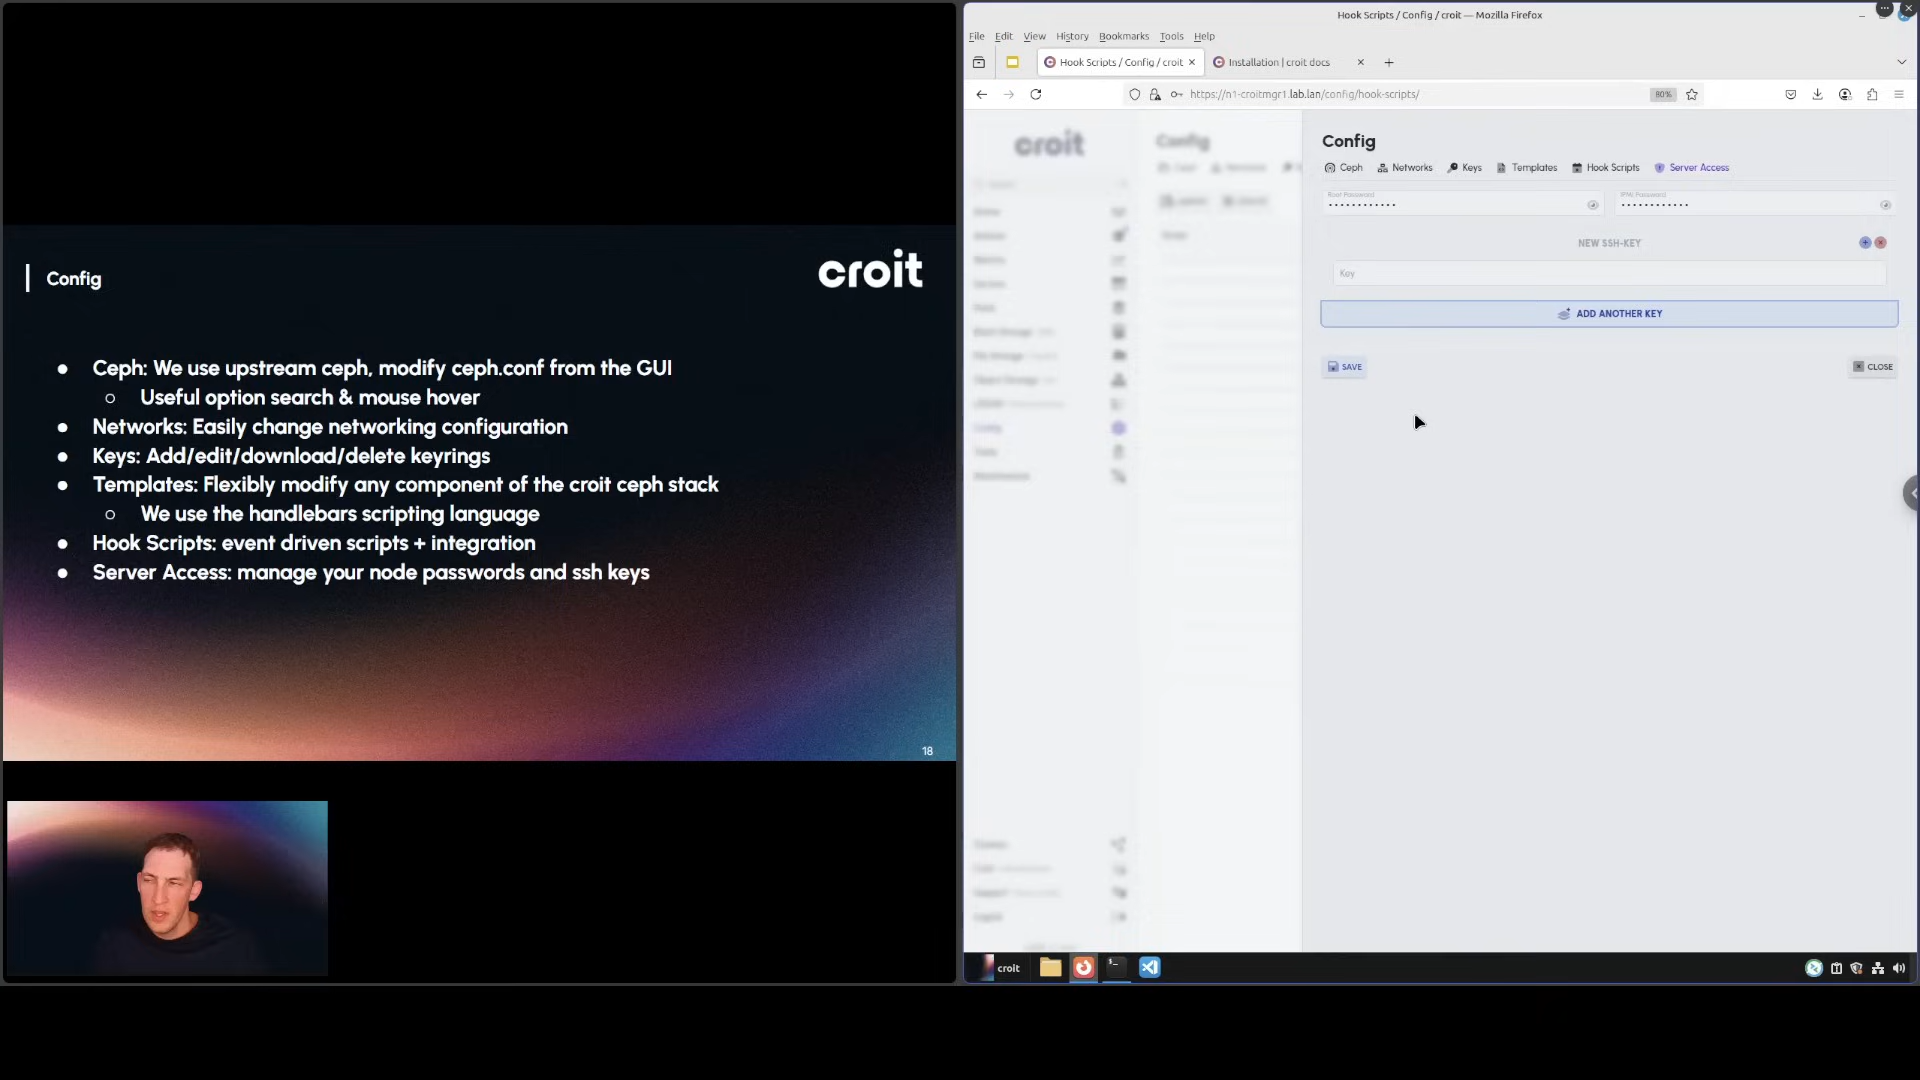 Config
croit
● Ceph: We use upstream ceph, modify ceph.conf from the GUI
○ Useful option search & mouse hover
● Networks: Easily change networking configuration
● Keys: Add/edit/download/delete keyrings
● Templates: Flexibly modify any component of the croit ceph stack
○ We use the handlebars scripting language
● Hook Scripts: event driven scripts + integration
● Server Access: manage your node passwords and ssh keys
18
Hook Scripts / Config / croit — Mozilla Firefox
File Edit View History Bookmarks Tools Help
Hook Scripts / Config / croit
Installation | croit docs
https://n1-croitmgr1.lab.lan/config/hook-scripts/
80%
croit
Config
Config
Ceph Networks Keys Templates Hook Scripts Server Access
Root Password
IPMI Password
NEW SSH-KEY
Key
ADD ANOTHER KEY
SAVE
CLOSE
croit